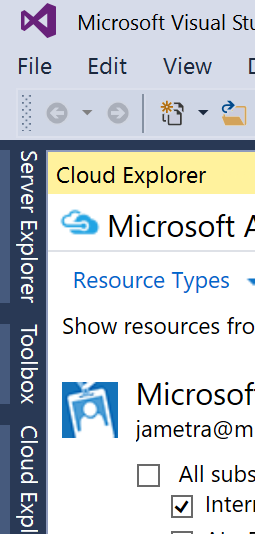 Microsoft Visual Stu
File Edit View D
Server Explorer
Toolbox
Cloud Expl
Cloud Explorer
Microsoft A
Resource Types
Show resources fro
Microsoft
jametra@m
All subs
Intern